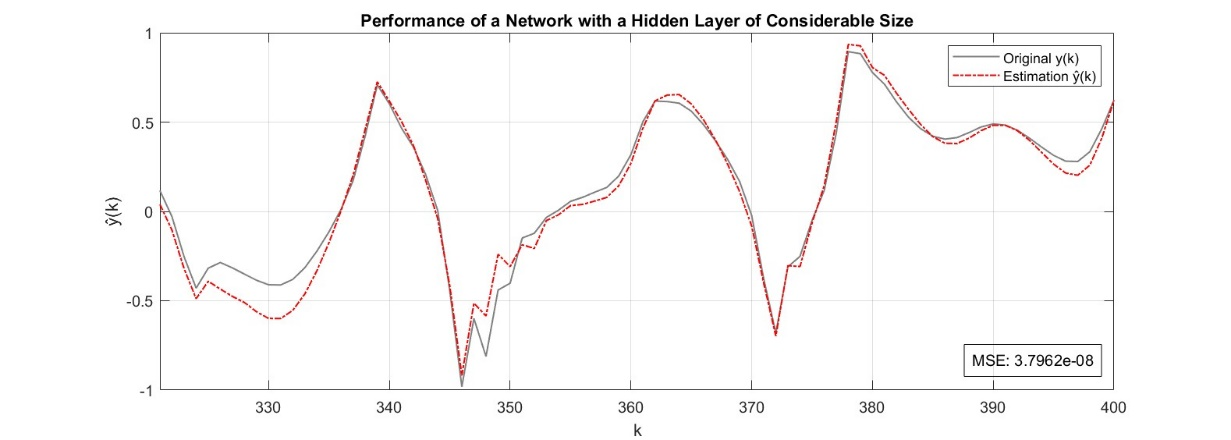 Performance of a Network with a Hidden Layer of Considerable Size
1
0.5
0
-0.5
-1
ŷ(k)
Original y(k)
Estimation ŷ(k)
MSE: 3.7962e-08
330 340 350 360 370 380 390 400
k